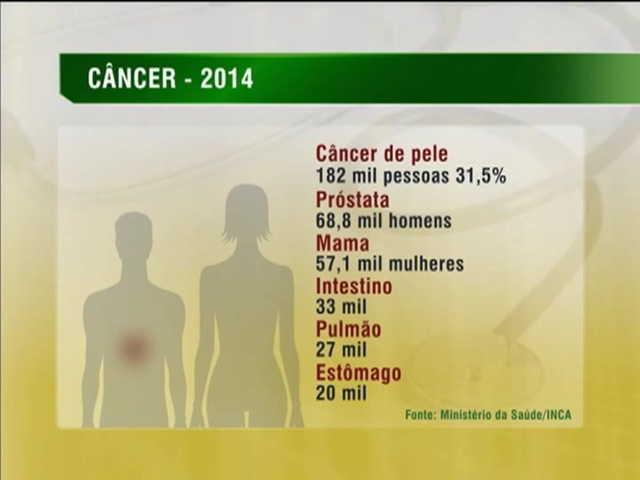 CÂNCER - 2014
Câncer de pele
182 mil pessoas 31,5%
Próstata
68,8 mil homens
Mama
57,1 mil mulheres
Intestino
33 mil
Pulmão
27 mil
Estômago
20 mil
Fonte: Ministério da Saúde/INCA